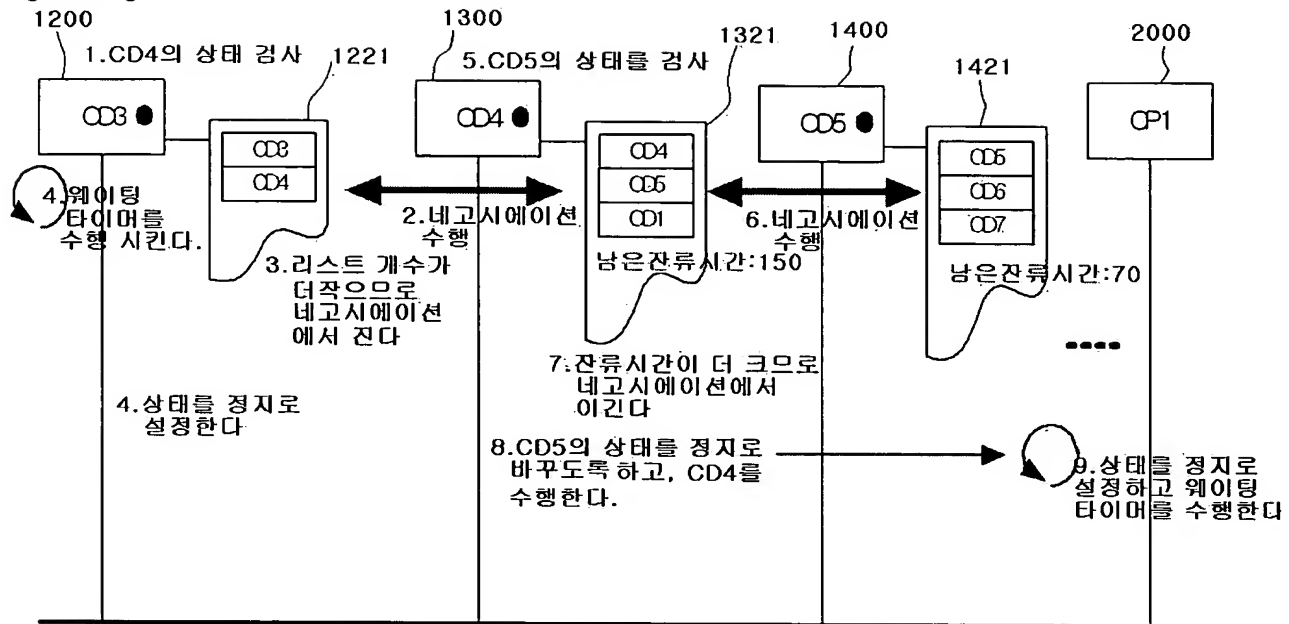 1200
1300
1321
1400
2000
1.CD4의 상태 검사
1221
5.CD5의 상태를 검사
1421
CD3
CD4
CD5
CP1
CD3
CD4
CD4
CD5
CD1
CD5
CD6
CD7
4.웨이팅
타이머를
수행 시킨다.
2.네고시에이션
수행
6.네고시에이션
수행
3.리스트 개수가
더작으므로
네고시에이션
에서 진다
남은잔류시간:150
남은잔류시간:70
7.잔류시간이 더 크므로
네고시에이션에서
이긴다
4.상태를 정지로
설정한다
8.CD5의 상태를 정지로
바꾸도록하고, CD4를
수행한다.
9.상태를 정지로
설정하고 웨이팅
타이머를 수행한다